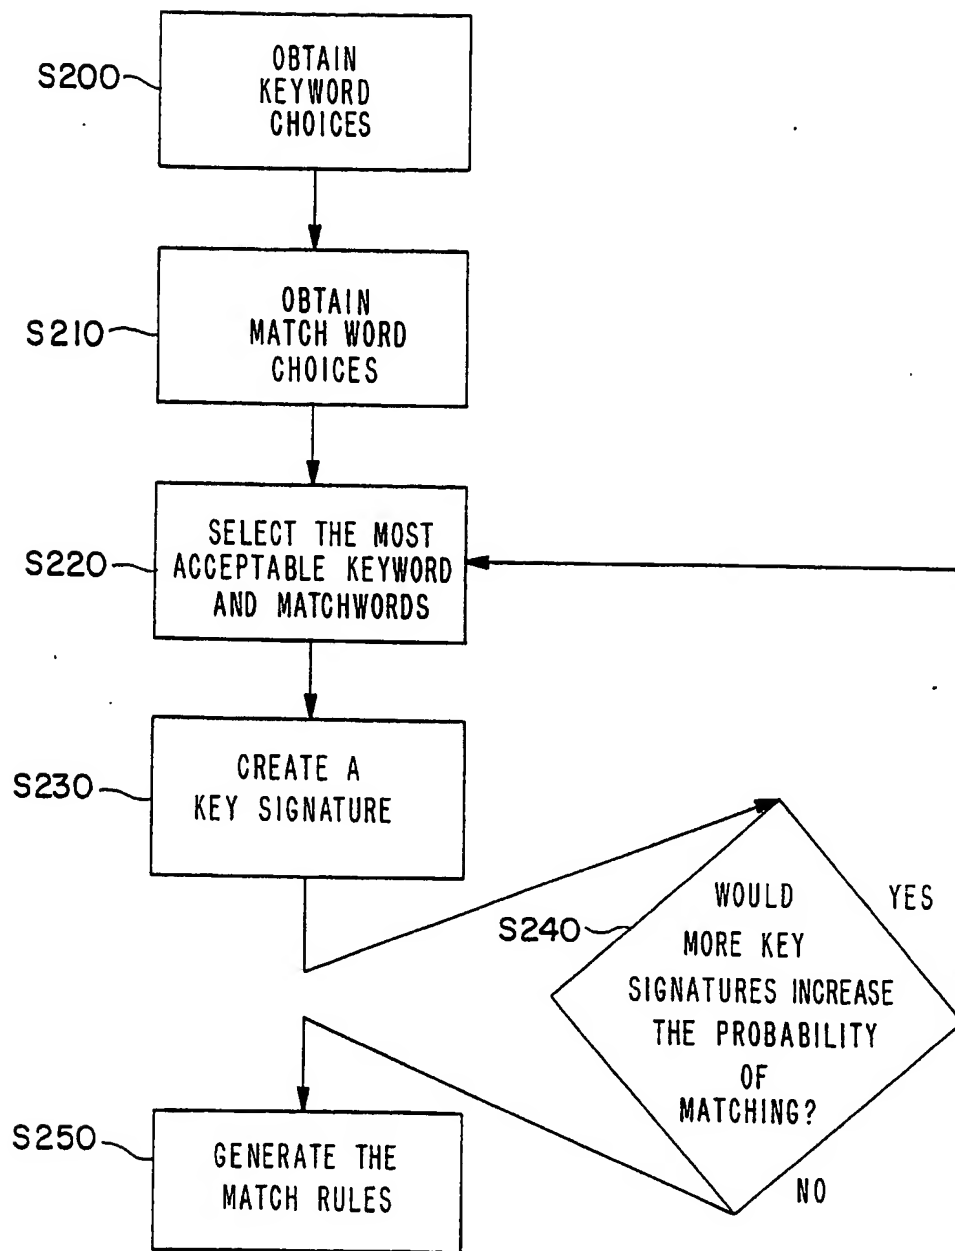 S200
OBTAIN
KEYWORD
CHOICES
S210
OBTAIN
MATCH WORD
CHOICES
S220
SELECT THE MOST
ACCEPTABLE KEYWORD
AND MATCHWORDS
S230
CREATE A
KEY SIGNATURE
S240
WOULD
MORE KEY
SIGNATURES INCREASE
THE PROBABILITY
OF
MATCHING?
YES
NO
S250
GENERATE THE
MATCH RULES